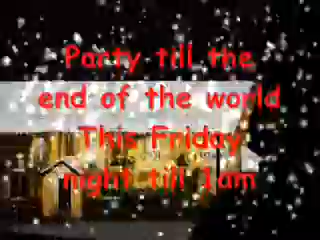 Party till the
end of the world
This Friday
night till 1am